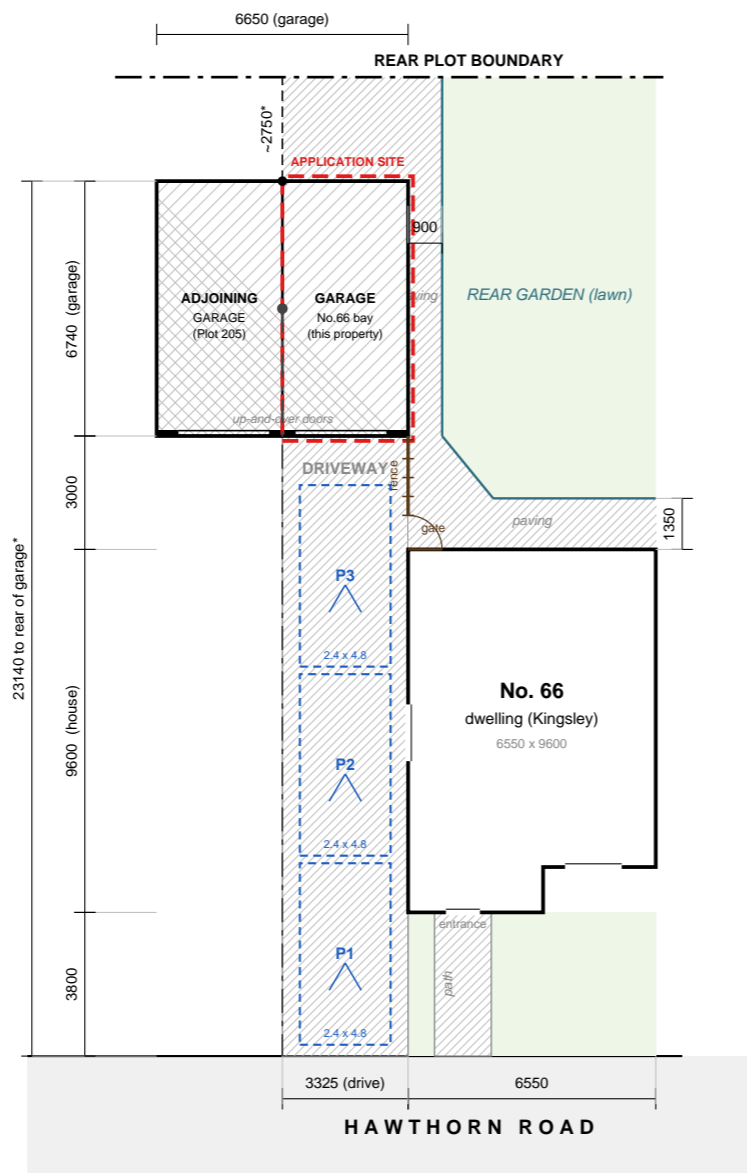 6650 (garage)
REAR PLOT BOUNDARY
~2750*
APPLICATION SITE
900
6740 (garage)
ADJOINING
GARAGE
(Plot 205)
GARAGE
No.66 bay
(this property)
REAR GARDEN (lawn)
up-and-over doors
DRIVEWAY
fence
3000
gate
paving
1350
23140 to rear of garage*
P3
2.4 x 4.8
9600 (house)
No. 66
dwelling (Kingsley)
6550 x 9600
P2
2.4 x 4.8
entrance
P1
path
3800
2.4 x 4.8
3325 (drive)
6550
HAWTHORN ROAD